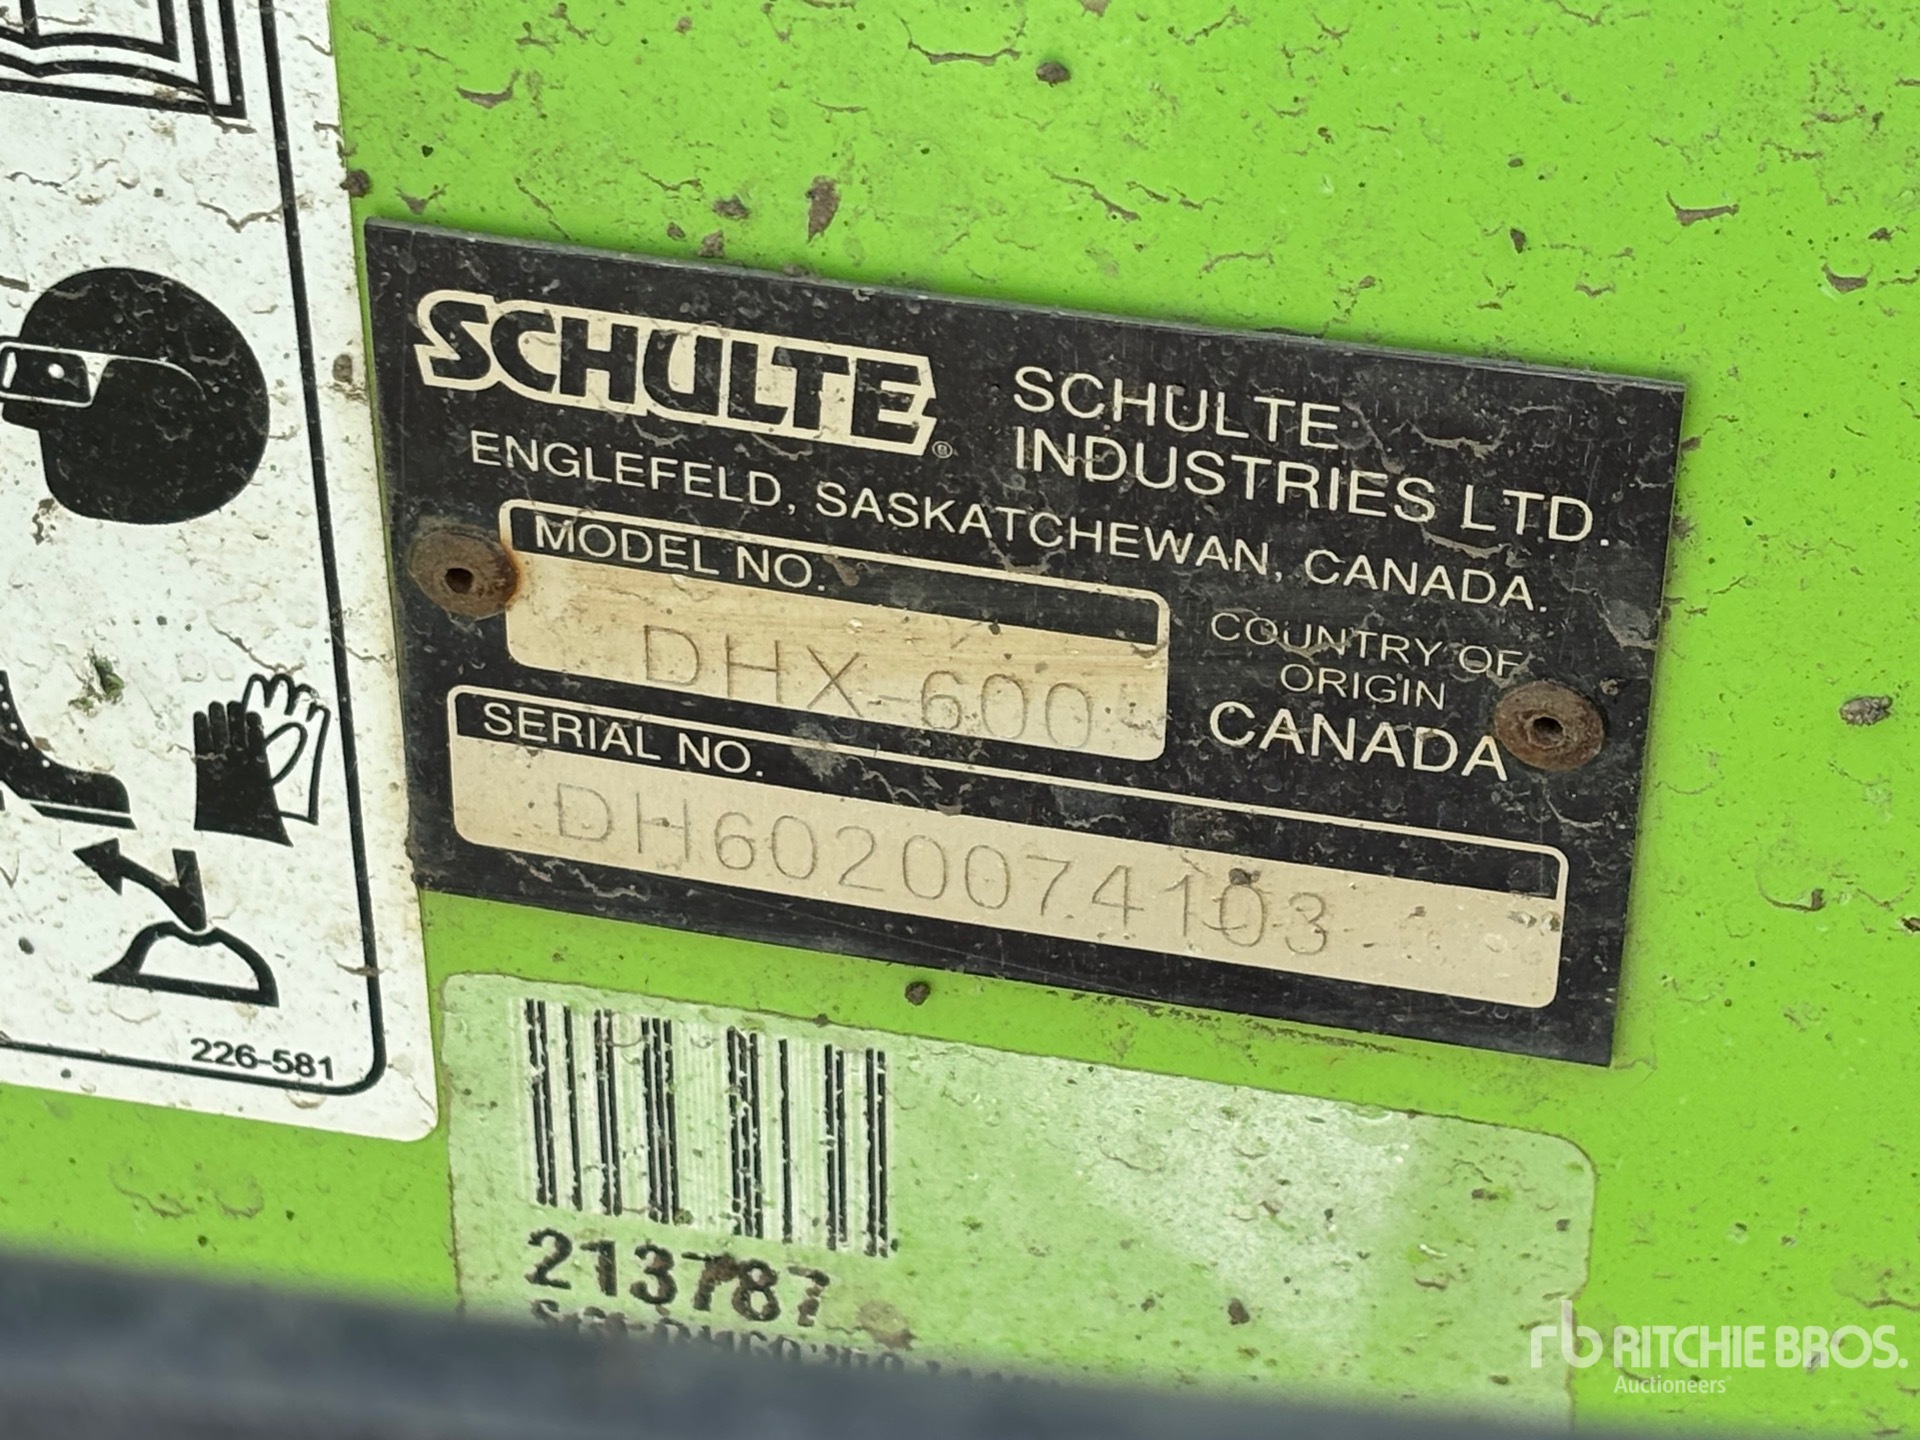 SCHULTE®
SCHULTE
INDUSTRIES LTD.
ENGLEFELD, SASKATCHEWAN, CANADA.
MODEL NO.
DHX-600
COUNTRY OF
ORIGIN
CANADA
SERIAL NO.
DH6020074103
226-581
213787
rb RITCHIE BROS.
Auctioneers